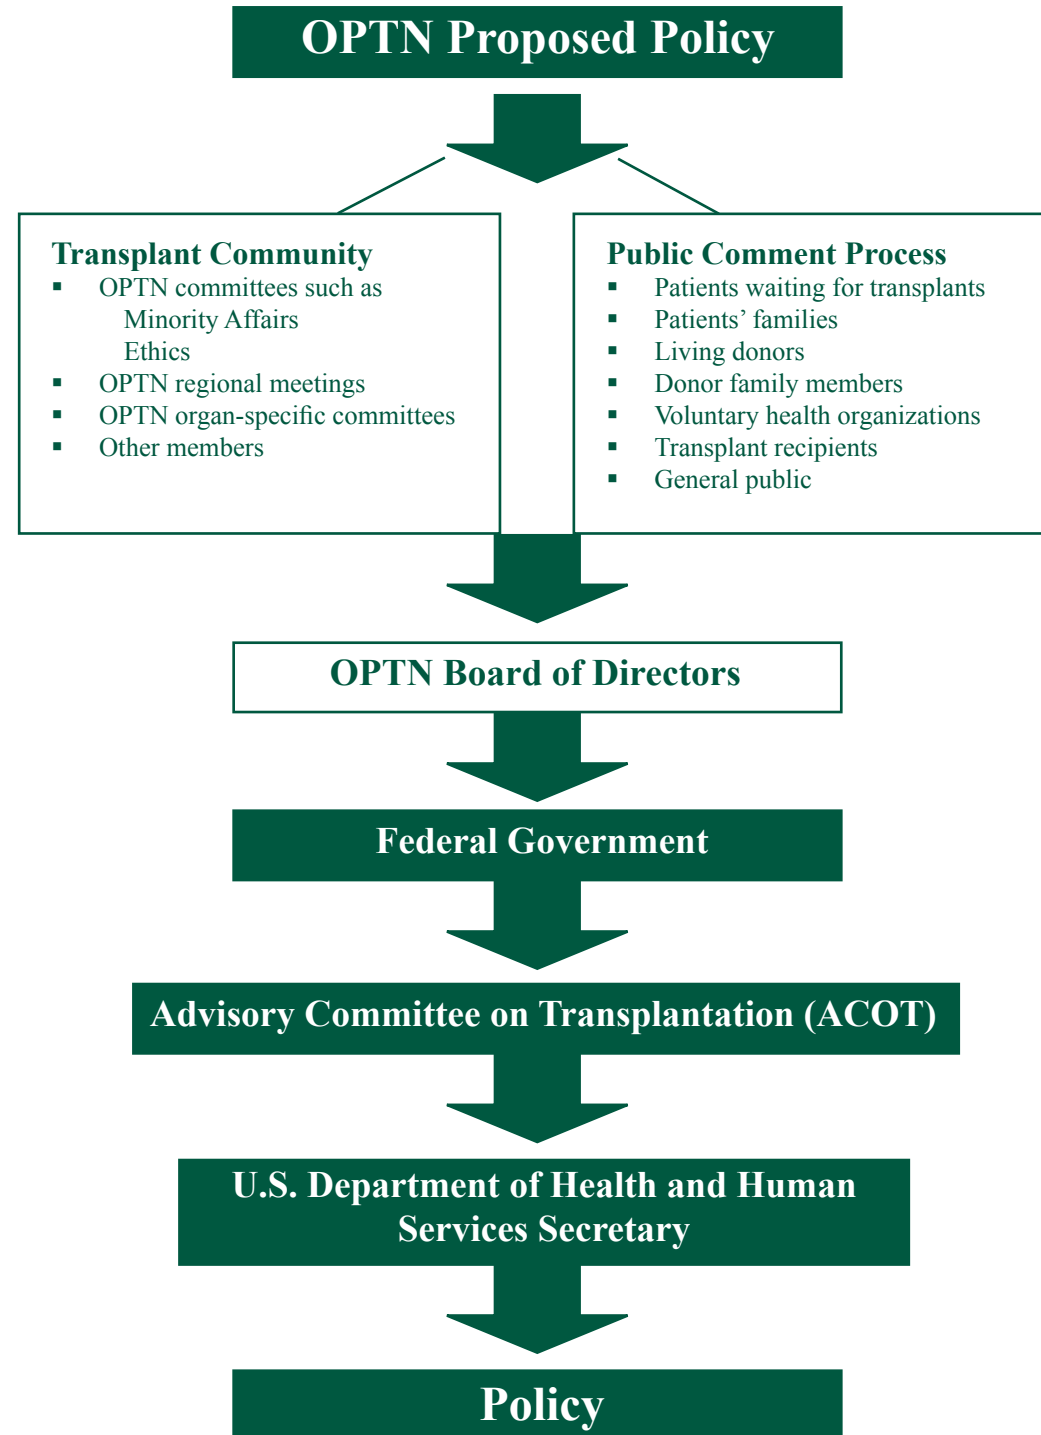 OPTN Proposed Policy
Transplant Community
▪ OPTN committees such as
Minority Affairs
Ethics
▪ OPTN regional meetings
▪ OPTN organ-specific committees
▪ Other members
Public Comment Process
▪ Patients waiting for transplants
▪ Patients’ families
▪ Living donors
▪ Donor family members
▪ Voluntary health organizations
▪ Transplant recipients
▪ General public
OPTN Board of Directors
Federal Government
Advisory Committee on Transplantation (ACOT)
U.S. Department of Health and Human
Services Secretary
Policy